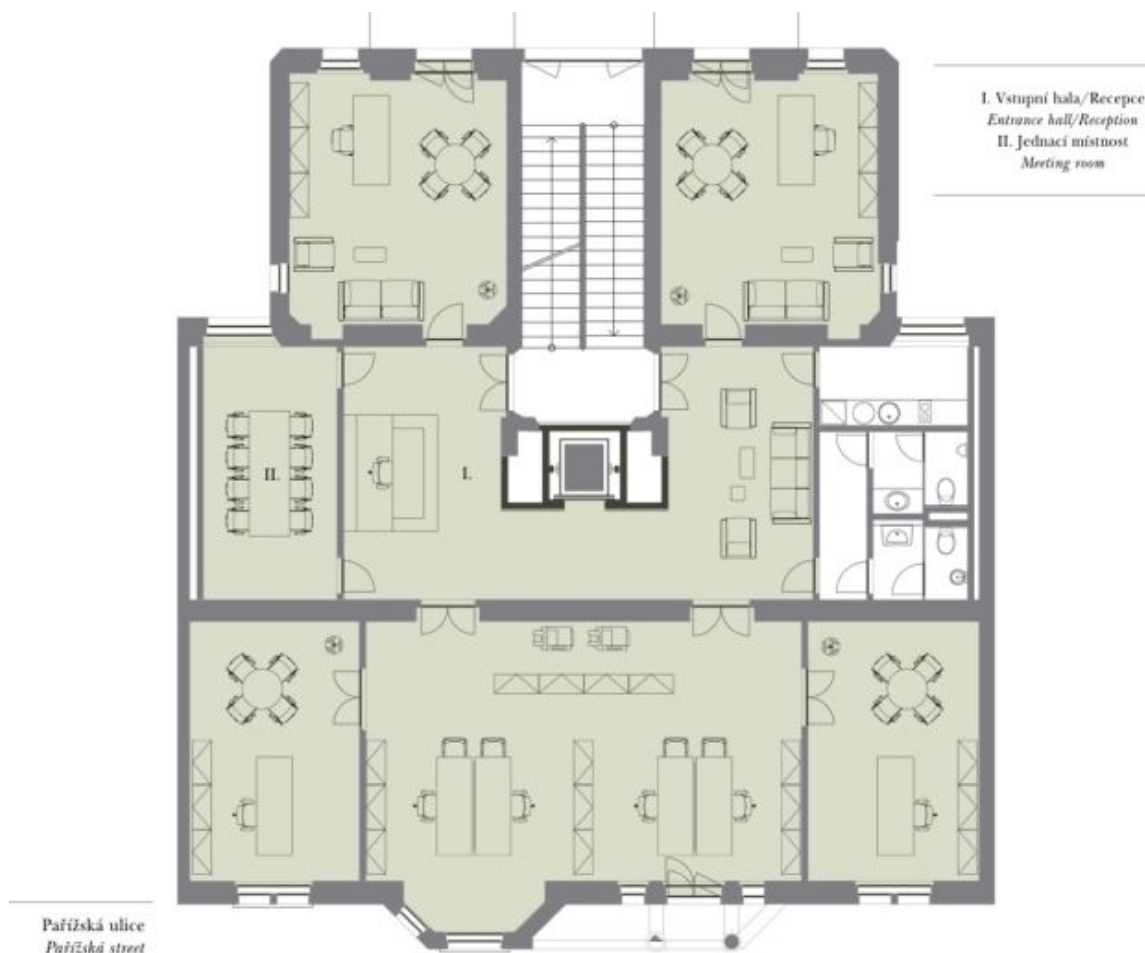 I. Vstupní hala/Recepce
Entrance hall/Reception
II. Jednací místnost
Meeting room
II.
I.
Pařížská ulice
Pařížská street